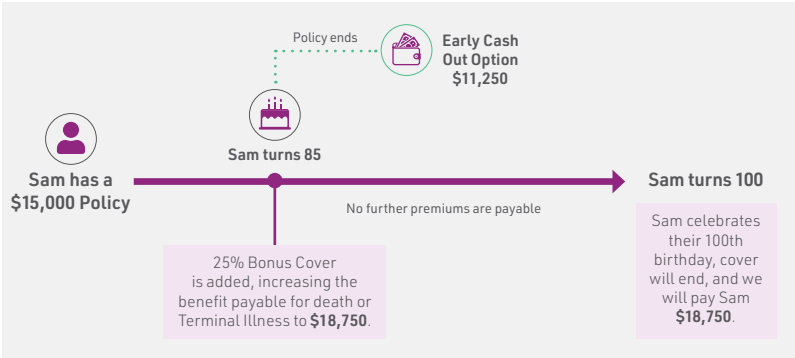 Policy ends
Early Cash
Out Option
$11,250
Sam turns 85
Sam has a
$15,000 Policy
Sam turns 100
No further premiums are payable
25% Bonus Cover
is added, increasing the
benefit payable for death or
Terminal Illness to $18,750.
Sam celebrates
their 100th
birthday, cover
will end, and we
will pay Sam
$18,750.